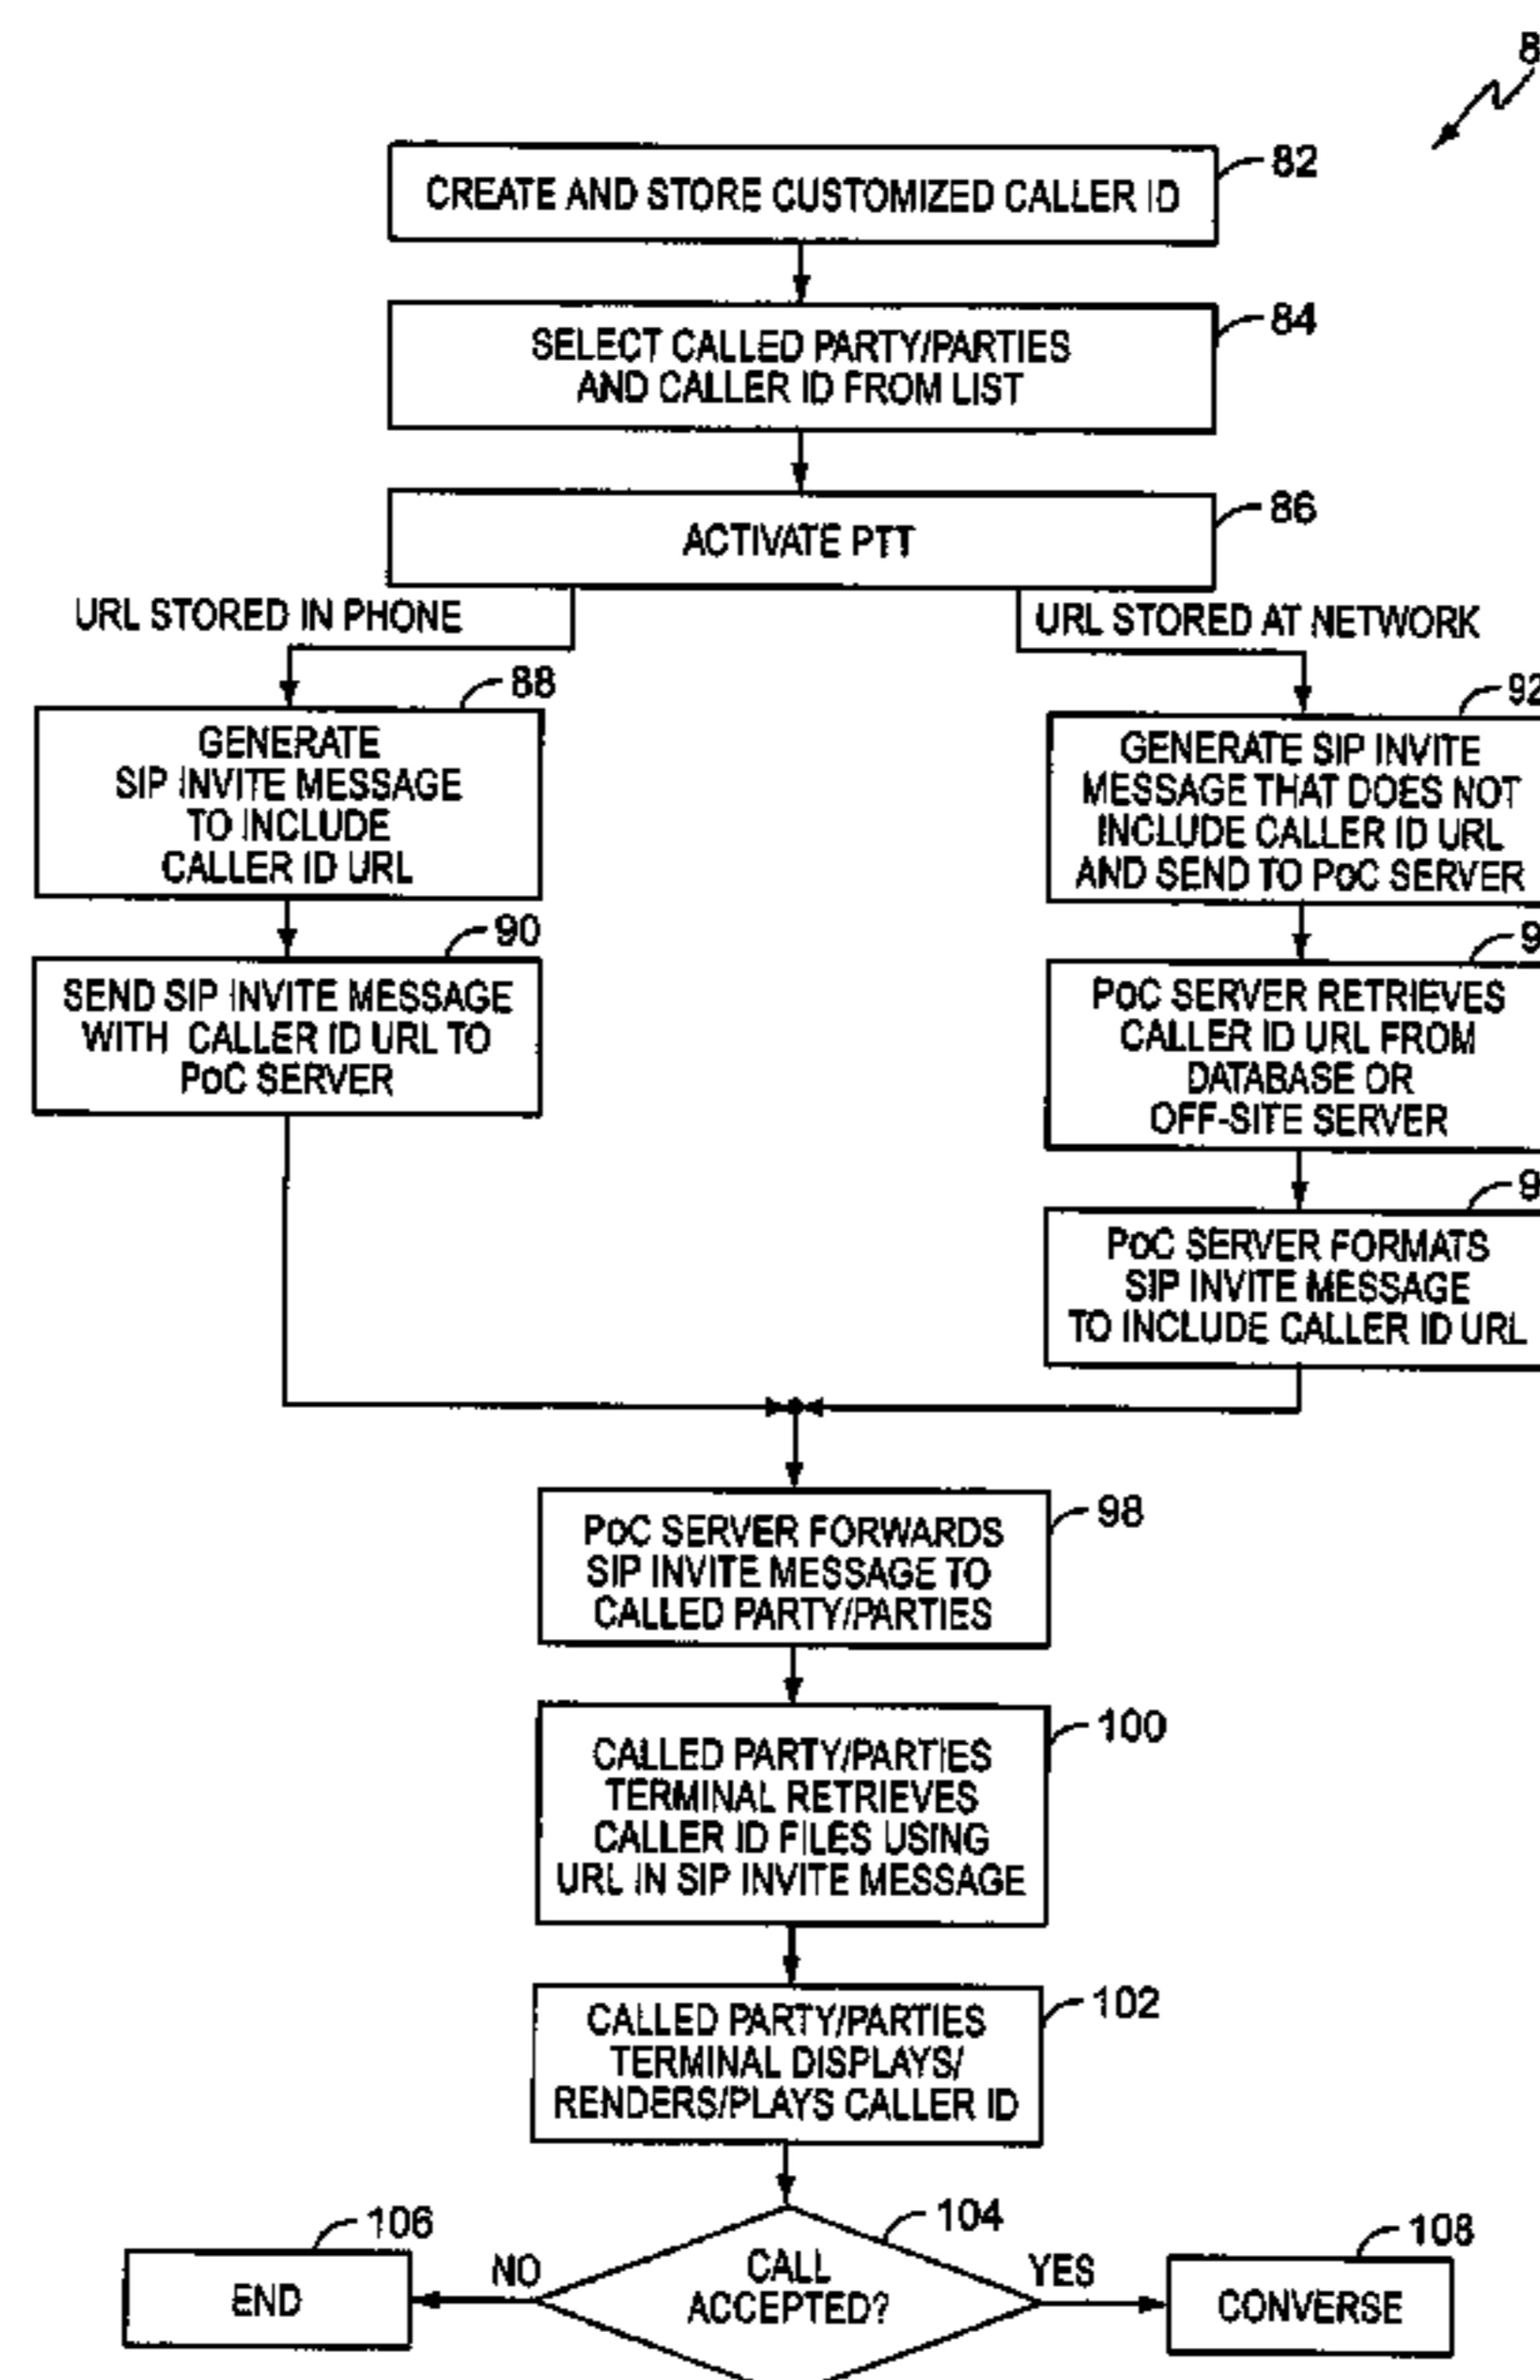 8
82
CREATE AND STORE CUSTOMIZED CALLER ID
84
SELECT CALLED PARTY/PARTIES
AND CALLER ID FROM LIST
86
ACTIVATE PTT
URL STORED IN PHONE
URL STORED AT NETWORK
88
GENERATE
SIP INVITE MESSAGE
TO INCLUDE
CALLER ID URL
92
GENERATE SIP INVITE
MESSAGE THAT DOES NOT
INCLUDE CALLER ID URL
AND SEND TO PoC SERVER
90
SEND SIP INVITE MESSAGE
WITH CALLER ID URL TO
PoC SERVER
9
PoC SERVER RETRIEVES
CALLER ID URL FROM
DATABASE OR
OFF-SITE SERVER
9
PoC SERVER FORMATS
SIP INVITE MESSAGE
TO INCLUDE CALLER ID URL
98
PoC SERVER FORWARDS
SIP INVITE MESSAGE TO
CALLED PARTY/PARTIES
100
CALLED PARTY/PARTIES
TERMINAL RETRIEVES
CALLER ID FILES USING
URL IN SIP INVITE MESSAGE
102
CALLED PARTY/PARTIES
TERMINAL DISPLAYS/
RENDERS/PLAYS CALLER ID
104
CALL
ACCEPTED?
NO
YES
106
END
108
CONVERSE